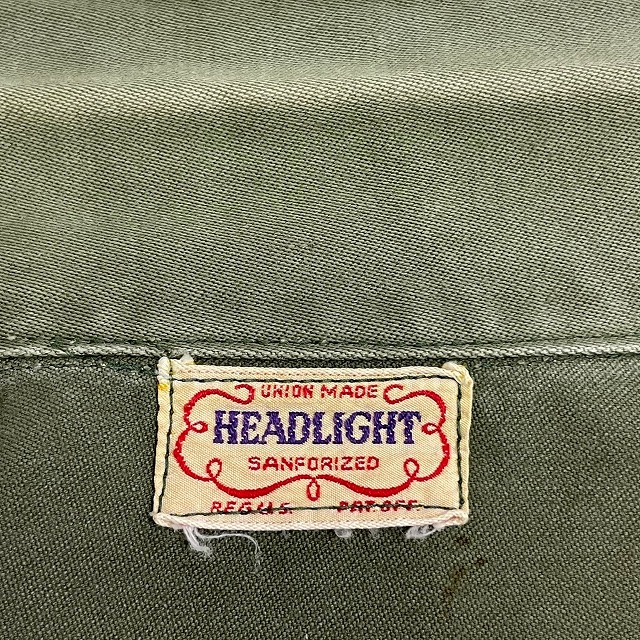 UNION MADE
HEADLIGHT
SANFORIZED
REG.U.S. PAT.OFF.